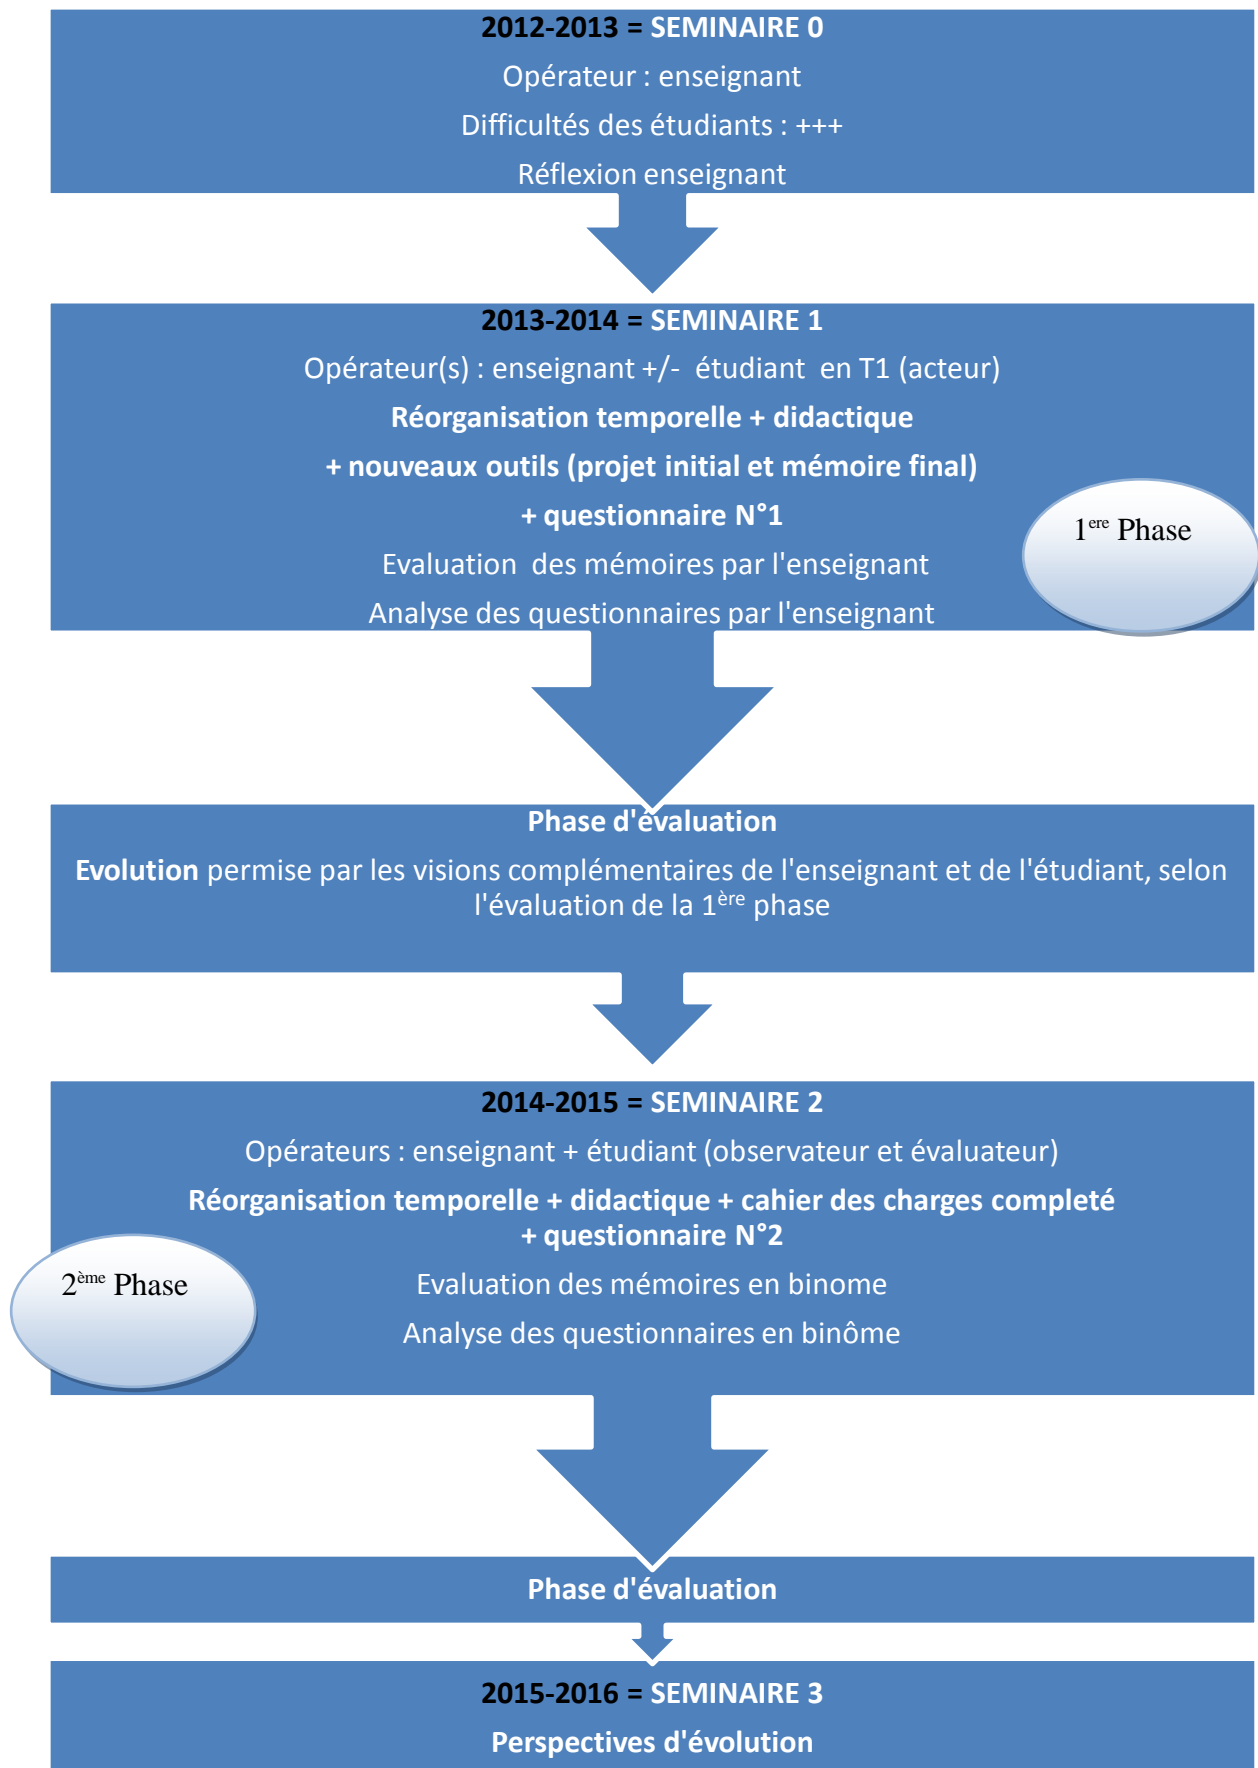 2012-2013 = SEMINAIRE 0
Opérateur : enseignant
Difficultés des étudiants : +++
Réflexion enseignant
2013-2014 = SEMINAIRE 1
Opérateur(s) : enseignant +/- étudiant en T1 (acteur)
Réorganisation temporelle + didactique
+ nouveaux outils (projet initial et mémoire final)
+ questionnaire N°1
Evaluation des mémoires par l'enseignant
Analyse des questionnaires par l'enseignant
1ere Phase
Phase d'évaluation
Evolution permise par les visions complémentaires de l'enseignant et de l'étudiant, selon
l'évaluation de la 1ère phase
2014-2015 = SEMINAIRE 2
Opérateurs : enseignant + étudiant (observateur et évaluateur)
Réorganisation temporelle + didactique + cahier des charges completé
+ questionnaire N°2
Evaluation des mémoires en binome
Analyse des questionnaires en binôme
2ème Phase
Phase d'évaluation
2015-2016 = SEMINAIRE 3
Perspectives d'évolution